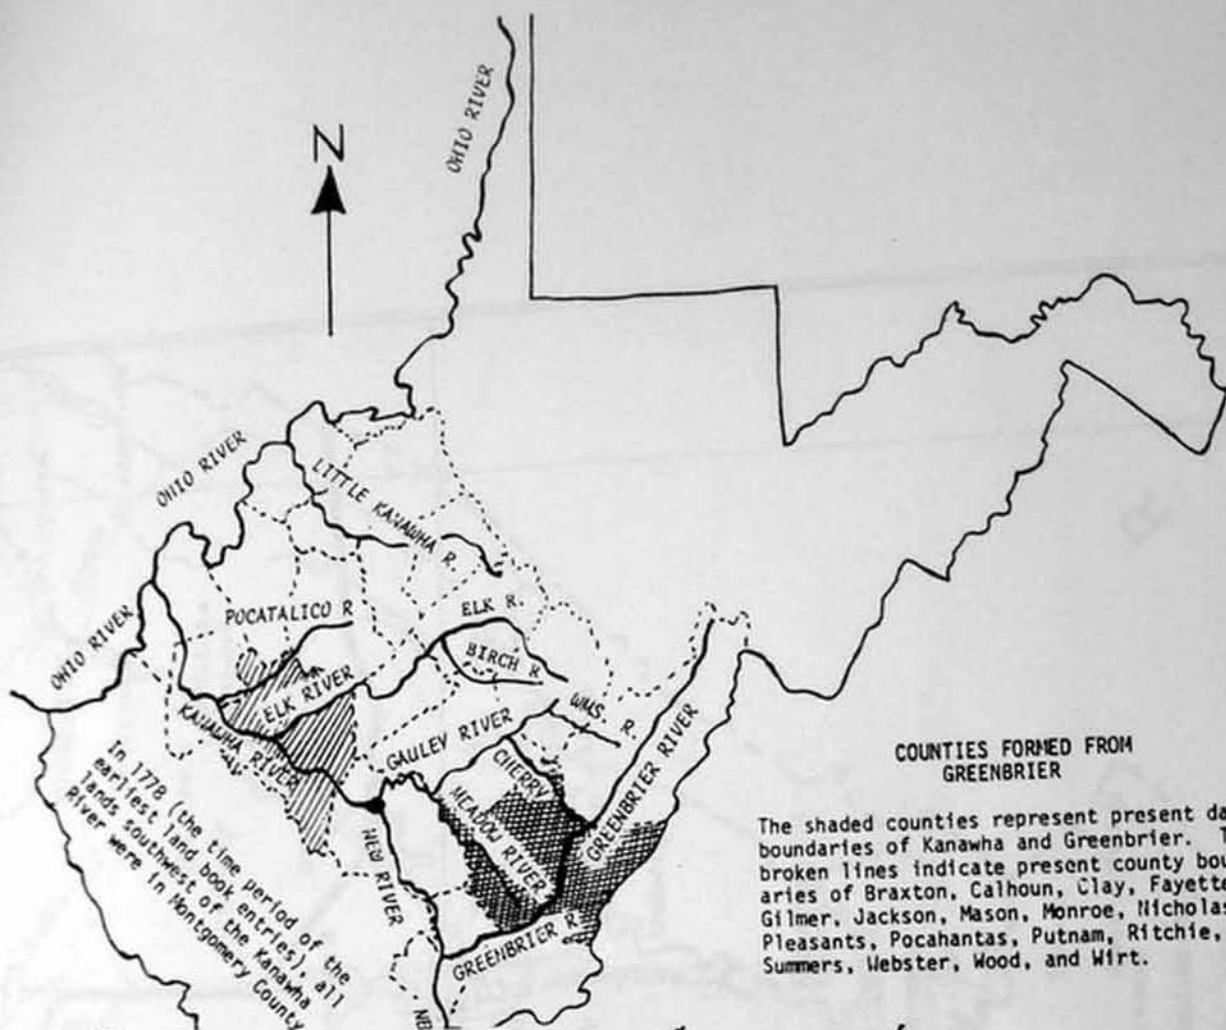 N
OHIO RIVER
OHIO RIVER
LITTLE KANAWHA R.
OHIO RIVER
POCATALICO R
ELK R.
BIRCH R
ELK RIVER
WMS. R.
KANAWHA RIVER
GAULEY RIVER
CHERRY
MEADOW RIVER
GREENBRIER RIVER
NEW RIVER
GREENBRIER R
In 1778 (the time period of the
earliest land book entries), all
lands southwest of the Kanawha
River were in Montgomery County
COUNTIES FORMED FROM
GREENBRIER
The shaded counties represent present da
boundaries of Kanawha and Greenbrier.
broken lines indicate present county bou
aries of Braxton, Calhoun, Clay, Fayette
Gilmer, Jackson, Mason, Monroe, Nicholas
Pleasants, Pocahantas, Putnam, Ritchie,
Summers, Webster, Wood, and Wirt.